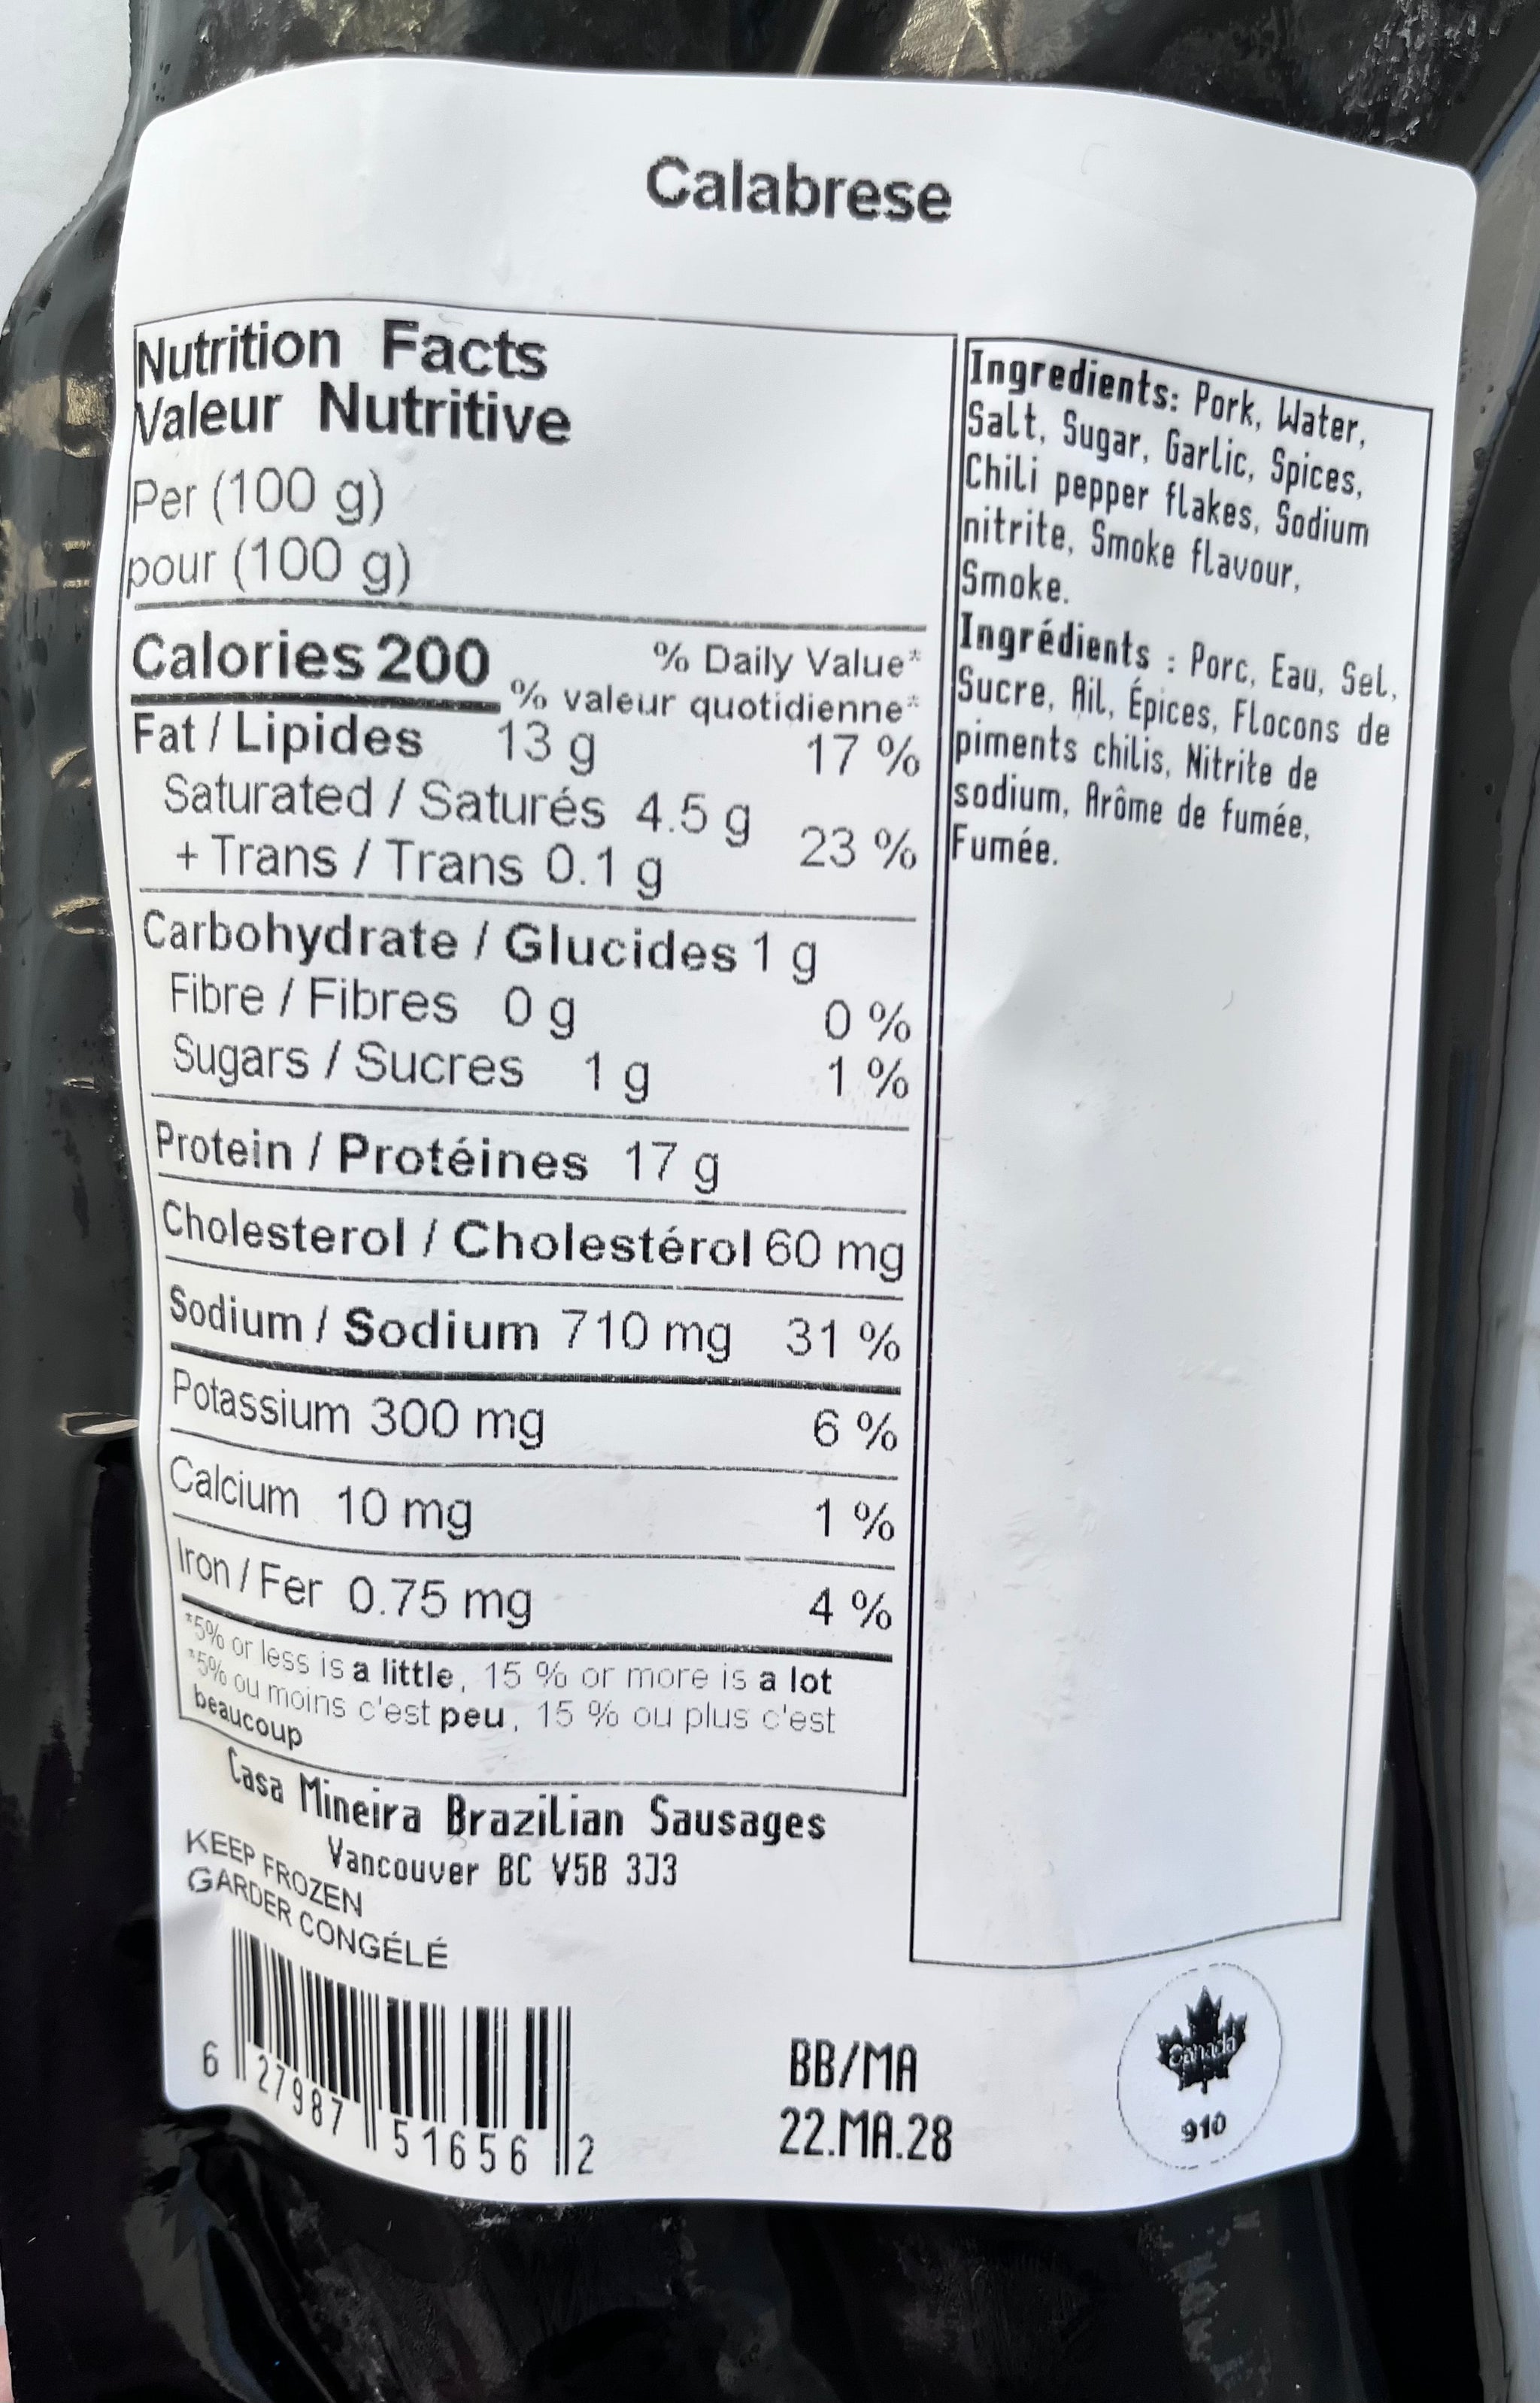 Calabrese
Nutrition Facts
Valeur Nutritive
Per (100 g)
pour (100 g)
Calories 200
% Daily Value*
% valeur quotidienne*
Fat / Lipides 13 g 17 %
Saturated / Saturés 4.5 g
+ Trans / Trans 0.1 g 23 %
Carbohydrate / Glucides 1 g
Fibre / Fibres 0 g 0 %
Sugars / Sucres 1 g 1 %
Protein / Protéines 17 g
Cholesterol / Cholestérol 60 mg
Sodium / Sodium 710 mg 31 %
Potassium 300 mg 6 %
Calcium 10 mg 1 %
Iron / Fer 0.75 mg 4 %
*5% or less is a little, 15 % or more is a lot
*5% ou moins c'est peu, 15 % ou plus c'est
beaucoup
Ingredients: Pork, Water,
Salt, Sugar, Garlic, Spices,
Chili pepper flakes, Sodium
nitrite, Smoke flavour,
Smoke.
Ingrédients : Porc, Eau, Sel,
Sucre, Ail, Épices, Flocons de
piments chilis, Nitrite de
sodium, Arôme de fumée,
Fumée.
Casa Mineira Brazilian Sausages
Vancouver BC V5B 3J3
KEEP FROZEN
GARDER CONGÉLÉ
6 27987 51656 2
BB/MA
22.MA.28
Canada
910